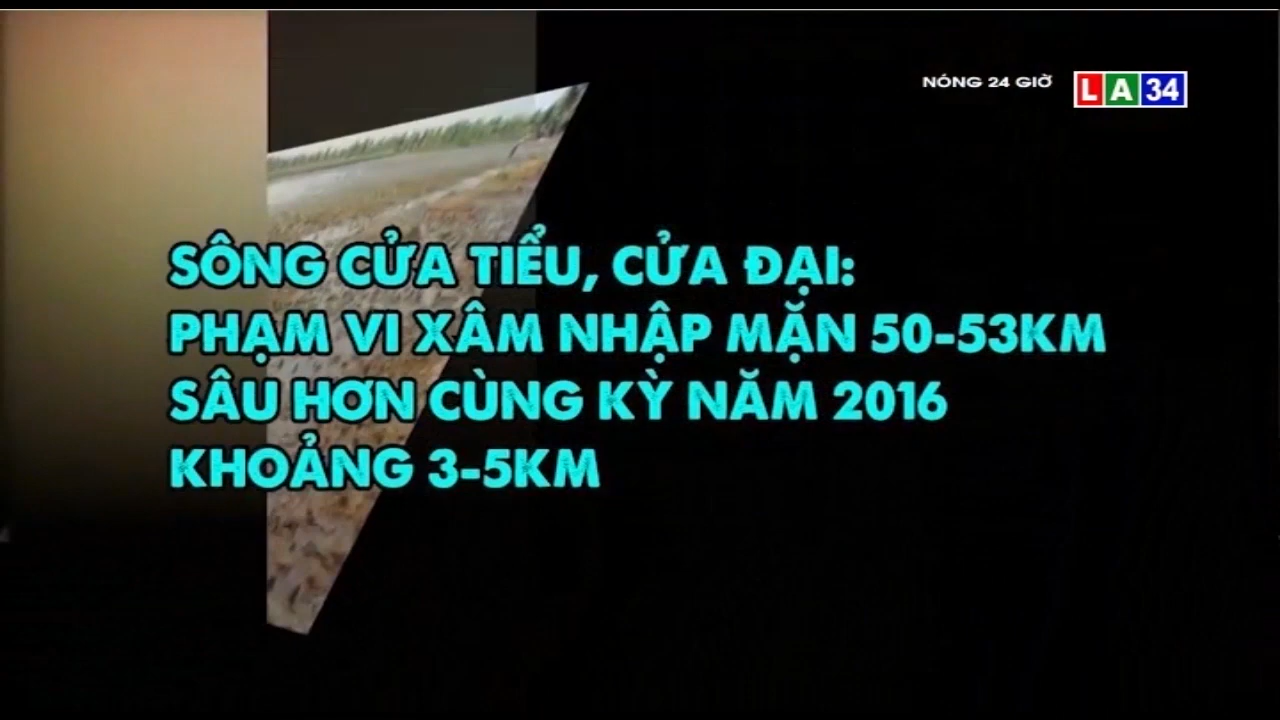 NÓNG 24 GIỜ LA34
SÔNG CỬA TIỂU, CỬA ĐẠI:
PHẠM VI XÂM NHẬP MẶN 50-53KM
SÂU HƠN CÙNG KỲ NĂM 2016
KHOẢNG 3-5KM